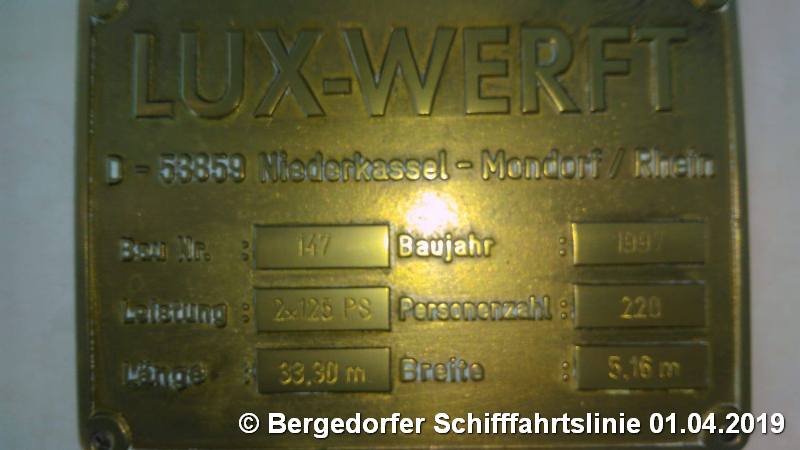 LUX-WERFT
D - 53859 Niederkassel - Mondorf / Rhein
Bau Nr. : 147 Baujahr : 1997
Leistung : 2x125 PS Personenzahl : 220
Länge : 33,30 m Breite : 5,16 m
© Bergedorfer Schifffahrtslinie 01.04.2019